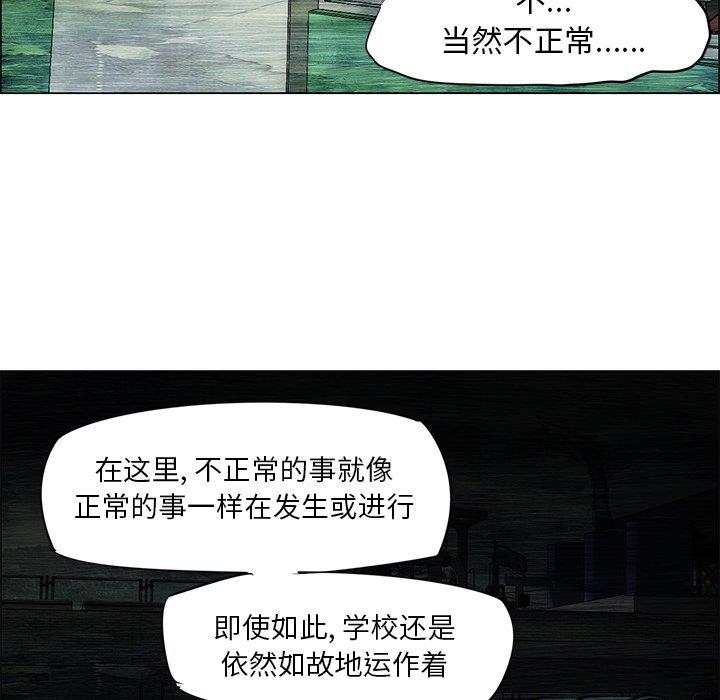 不...
当然不正常......
在这里, 不正常的事就像
正常的事一样在发生或进行
即使如此, 学校还是
依然如故地运作着